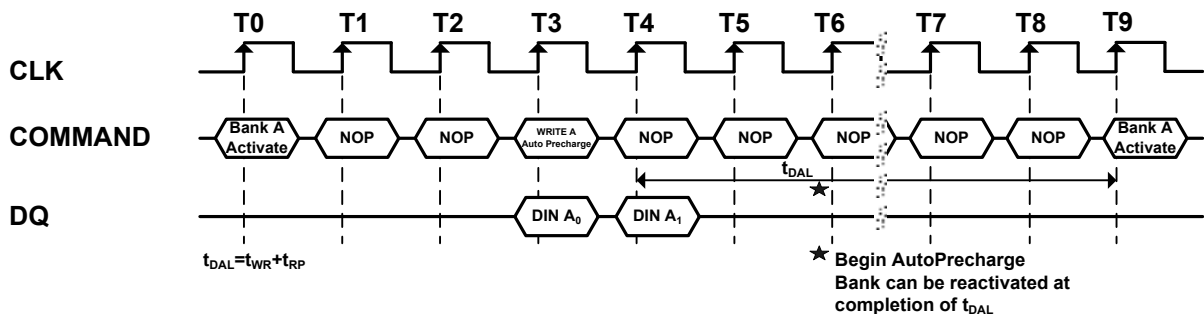 T0 T1 T2 T3 T4 T5 T6 T7 T8 T9
CLK
COMMAND
Bank A
Activate
NOP
NOP
WRITE A
Auto Precharge
NOP
NOP
NOP
NOP
NOP
Bank A
Activate
tDAL
DQ
DIN A0
DIN A1
tDAL=tWR+tRP
★ Begin AutoPrecharge
Bank can be reactivated at
completion of tDAL